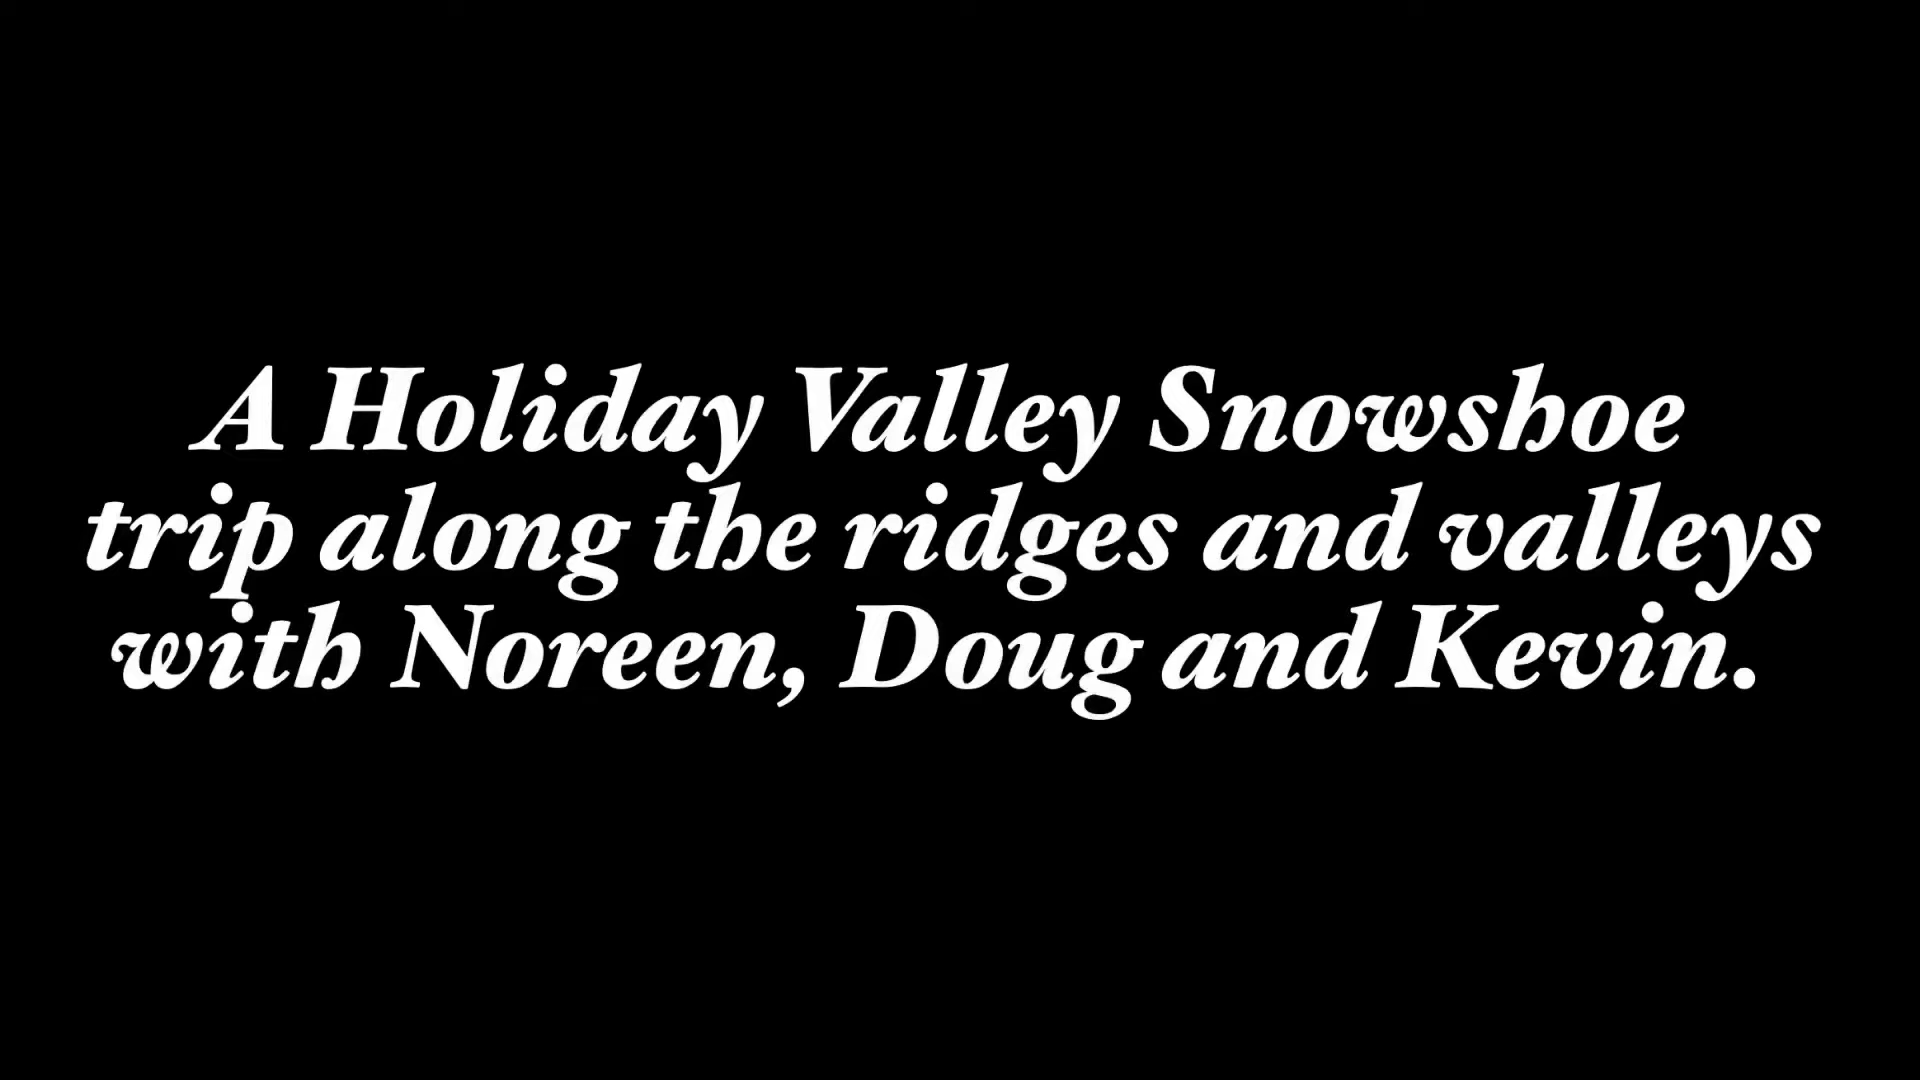 A Holiday Valley Snowshoe
trip along the ridges and valleys
with Noreen, Doug and Kevin.